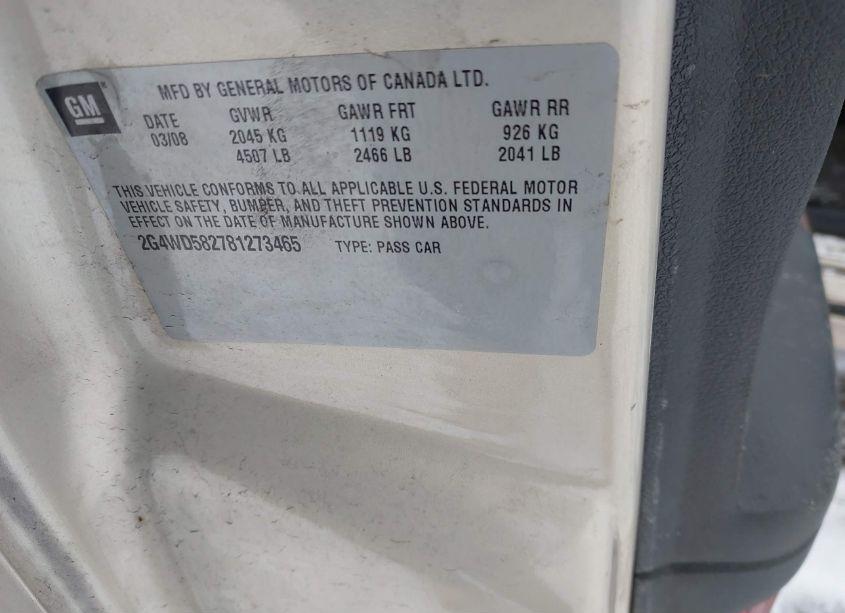 MFD BY GENERAL MOTORS OF CANADA LTD.
GM
DATE GVWR GAWR FRT GAWR RR
03/08 2045 KG 1119 KG 926 KG
4507 LB 2466 LB 2041 LB
THIS VEHICLE CONFORMS TO ALL APPLICABLE U.S. FEDERAL MOTOR
VEHICLE SAFETY, BUMPER, AND THEFT PREVENTION STANDARDS IN
EFFECT ON THE DATE OF MANUFACTURE SHOWN ABOVE.
2G4WD582781273465 TYPE: PASS CAR